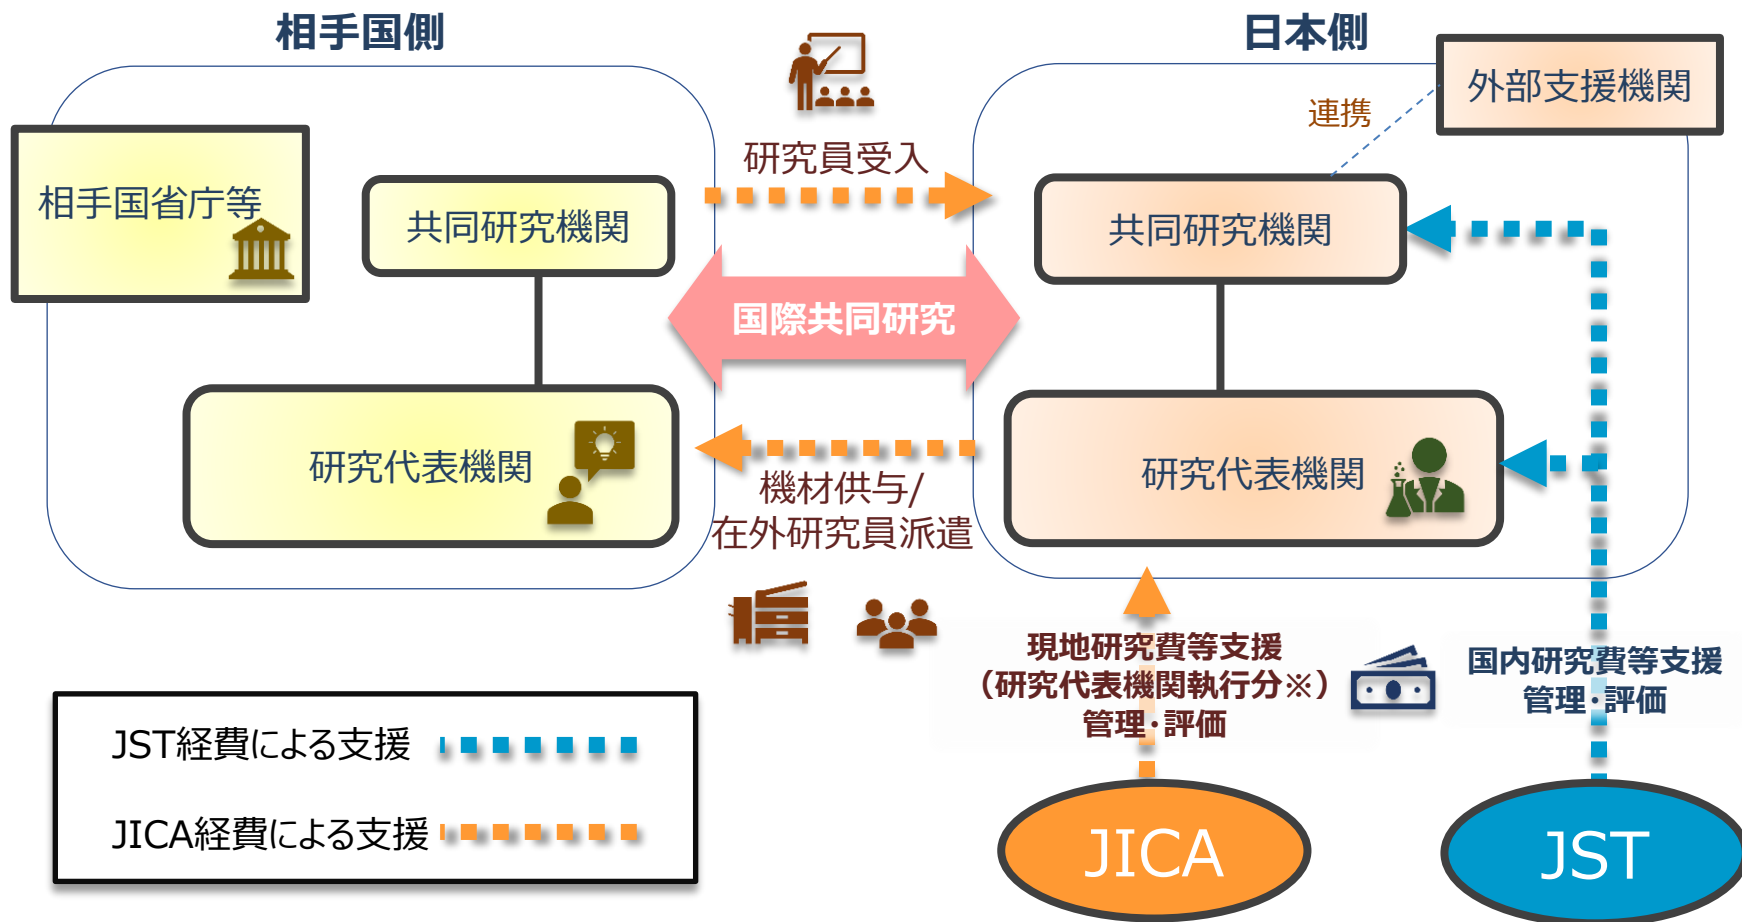 相手国側
日本側
外部支援機関
連携
研究員受入
相手国省庁等
共同研究機関
共同研究機関
国際共同研究
研究代表機関
研究代表機関
機材供与/
在外研究員派遣
現地研究費等支援
（研究代表機関執行分※）
管理・評価
国内研究費等支援
管理・評価
JST経費による支援
JICA経費による支援
JICA
JST